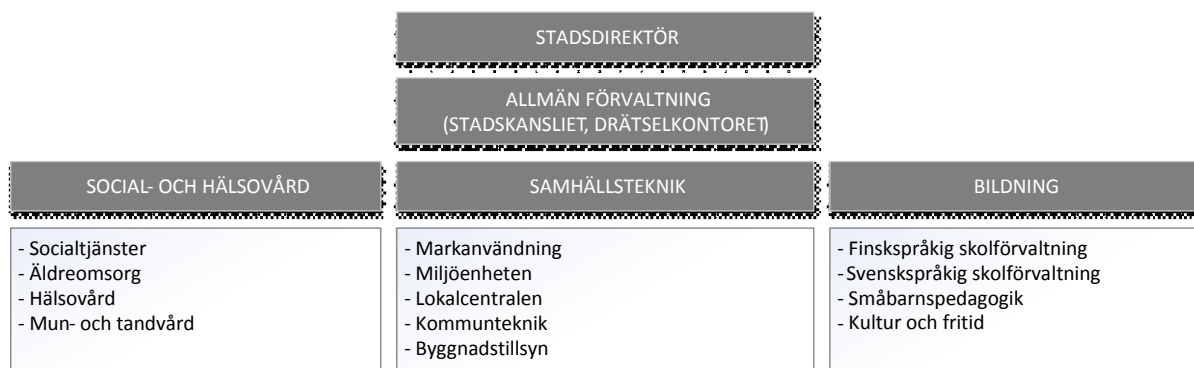 STADSDIREKTÖR
ALLMÄN FÖRVALTNING
(STADSKANSLIET, DRÄTSELKONTORET)
SOCIAL- OCH HÄLSOVÅRD
- Socialtjänster
- Äldreomsorg
- Hälsovård
- Mun- och tandvård
SAMHÄLLSTEKNIK
- Markanvändning
- Miljöenheten
- Lokalcentralen
- Kommunteknik
- Byggnadstillsyn
BILDNING
- Finskspråkig skolförvaltning
- Svenskspråkig skolförvaltning
- Småbarnspedagogik
- Kultur och fritid